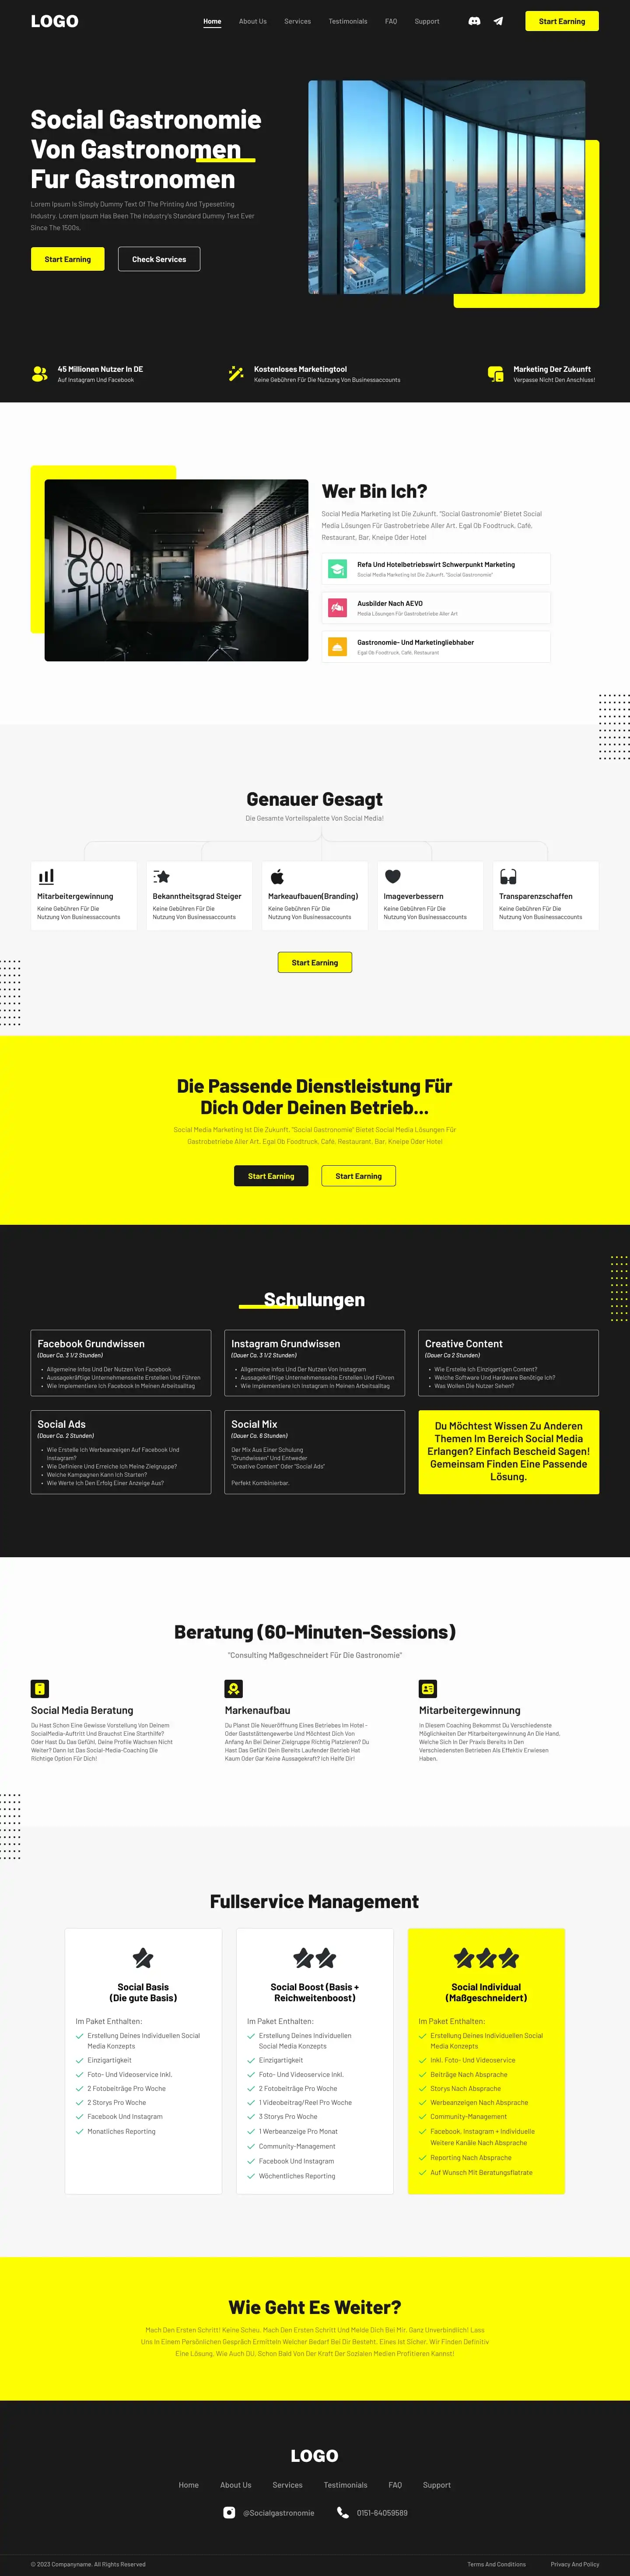 LOGO
Home About Us Services Testimonials FAQ Support
Start Earning
Social Gastronomie
Von Gastronomen
Fur Gastronomen
Lorem Ipsum Is Simply Dummy Text Of The Printing And Typesetting
Industry. Lorem Ipsum Has Been The Industry's Standard Dummy Text Ever
Since The 1500s,
Start Earning
Check Services
45 Millionen Nutzer In DE
Auf Instagram Und Facebook
Kostenloses Marketingtool
Keine Gebühren Für Die Nutzung Von Businessaccounts
Marketing Der Zukunft
Verpasse Nicht Den Anschluss!
DO
GOOD
THINGS
Wer Bin Ich?
Social Media Marketing Ist Die Zukunft. "Social Gastronomie" Bietet Social
Media Lösungen Für Gastrobetriebe Aller Art. Egal Ob Foodtruck, Café,
Restaurant, Bar, Kneipe Oder Hotel
Refa Und Hotelbetriebswirt Schwerpunkt Marketing
Social Media Marketing Ist Die Zukunft. "Social Gastronomie"
Ausbilder Nach AEVO
Media Lösungen Für Gastrobetriebe Aller Art
Gastronomie- Und Marketingliebhaber
Egal Ob Foodtruck, Café, Restaurant
Genauer Gesagt
Die Gesamte Vorteilspalette Von Social Media!
Mitarbeitergewinnung
Keine Gebühren Für Die
Nutzung Von Businessaccounts
Bekanntheitsgrad Steiger
Keine Gebühren Für Die
Nutzung Von Businessaccounts
Markeaufbauen(Branding)
Keine Gebühren Für Die
Nutzung Von Businessaccounts
Imageverbessern
Keine Gebühren Für Die
Nutzung Von Businessaccounts
Transparenzschaffen
Keine Gebühren Für Die
Nutzung Von Businessaccounts
Start Earning
Die Passende Dienstleistung Für
Dich Oder Deinen Betrieb...
Social Media Marketing Ist Die Zukunft. "Social Gastronomie" Bietet Social Media Lösungen Für
Gastrobetriebe Aller Art. Egal Ob Foodtruck, Café, Restaurant, Bar, Kneipe Oder Hotel
Start Earning
Start Earning
Schulungen
Facebook Grundwissen
(Dauer Ca. 3 1/2 Stunden)
• Allgemeine Infos Und Der Nutzen Von Facebook
• Aussagekräftige Unternehmensseite Erstellen Und Führen
• Wie Implementiere Ich Facebook In Meinen Arbeitsalltag
Instagram Grundwissen
(Dauer Ca. 3 1/2 Stunden)
• Allgemeine Infos Und Der Nutzen Von Instagram
• Aussagekräftige Unternehmensseite Erstellen Und Führen
• Wie Implementiere Ich Instagram In Meinen Arbeitsalltag
Creative Content
(Dauer Ca 2 Stunden)
• Wie Erstelle Ich Einzigartigen Content?
• Welche Software Und Hardware Benötige Ich?
• Was Wollen Die Nutzer Sehen?
Social Ads
(Dauer Ca. 2 Stunden)
• Wie Erstelle Ich Werbeanzeigen Auf Facebook Und
Instagram?
• Wie Definiere Und Erreiche Ich Meine Zielgruppe?
• Welche Kampagnen Kann Ich Starten?
• Wie Werte Ich Den Erfolg Einer Anzeige Aus?
Social Mix
(Dauer Ca. 6 Stunden)
Der Mix Aus Einer Schulung
"Grundwissen" Und Entweder
"Creative Content" Oder "Social Ads"
Perfekt Kombinierbar.
Du Möchtest Wissen Zu Anderen
Themen Im Bereich Social Media
Erlangen? Einfach Bescheid Sagen!
Gemeinsam Finden Eine Passende
Lösung.
Beratung (60-Minuten-Sessions)
"Consulting Maßgeschneidert Für Die Gastronomie"
Social Media Beratung
Du Hast Schon Eine Gewisse Vorstellung Von Deinem
SocialMedia-Auftritt Und Brauchst Eine Starthilfe?
Oder Hast Du Das Gefühl, Deine Profile Wachsen Nicht
Weiter? Dann Ist Das Social-Media-Coaching Die
Richtige Option Für Dich!
Markenaufbau
Du Planst Die Neueröffnung Eines Betriebes Im Hotel -
Oder Gaststättengewerbe Und Möchtest Dich Von
Anfang An Bei Deiner Zielgruppe Richtig Platzieren? Du
Hast Das Gefühl Dein Bereits Laufender Betrieb Hat
Kaum Oder Gar Keine Aussagekraft? Ich Helfe Dir!
Mitarbeitergewinnung
In Diesem Coaching Bekommst Du Verschiedenste
Möglichkeiten Der Mitarbeitergewinnung An Die Hand,
Welche Sich In Der Praxis Bereits In Den
Verschiedensten Betrieben Als Effektiv Erwiesen
Haben.
Fullservice Management
Social Basis
(Die gute Basis)
Im Paket Enthalten:
Erstellung Deines Individuellen Social
Media Konzepts
Einzigartigkeit
Foto- Und Videoservice Inkl.
2 Fotobeiträge Pro Woche
2 Storys Pro Woche
Facebook Und Instagram
Monatliches Reporting
Social Boost (Basis +
Reichweitenboost)
Im Paket Enthalten:
Erstellung Deines Individuellen
Social Media Konzepts
Einzigartigkeit
Foto- Und Videoservice Inkl.
2 Fotobeiträge Pro Woche
1 Videobeitrag/Reel Pro Woche
3 Storys Pro Woche
1 Werbeanzeige Pro Monat
Community-Management
Facebook Und Instagram
Wöchentliches Reporting
Social Individual
(Maßgeschneidert)
Im Paket Enthalten:
Erstellung Deines Individuellen Social
Media Konzepts
Inkl. Foto- Und Videoservice
Beiträge Nach Absprache
Storys Nach Absprache
Werbeanzeigen Nach Absprache
Community-Management
Facebook, Instagram + Individuelle
Weitere Kanäle Nach Absprache
Reporting Nach Absprache
Auf Wunsch Mit Beratungsflatrate
Wie Geht Es Weiter?
Mach Den Ersten Schritt! Keine Scheu, Mach Den Ersten Schritt Und Melde Dich Bei Mir. Ganz Unverbindlich! Lass
Uns In Einem Persönlichen Gespräch Ermitteln Welcher Bedarf Bei Dir Besteht. Eines Ist Sicher, Wir Finden Definitiv
Eine Lösung, Wie Auch DU, Schon Bald Von Der Kraft Der Sozialen Medien Profitieren Kannst!
LOGO
Home About Us Services Testimonials FAQ Support
@Socialgastronomie 0151-64059589
© 2023 Companyname. All Rights Reserved
Terms And Conditions Privacy And Policy